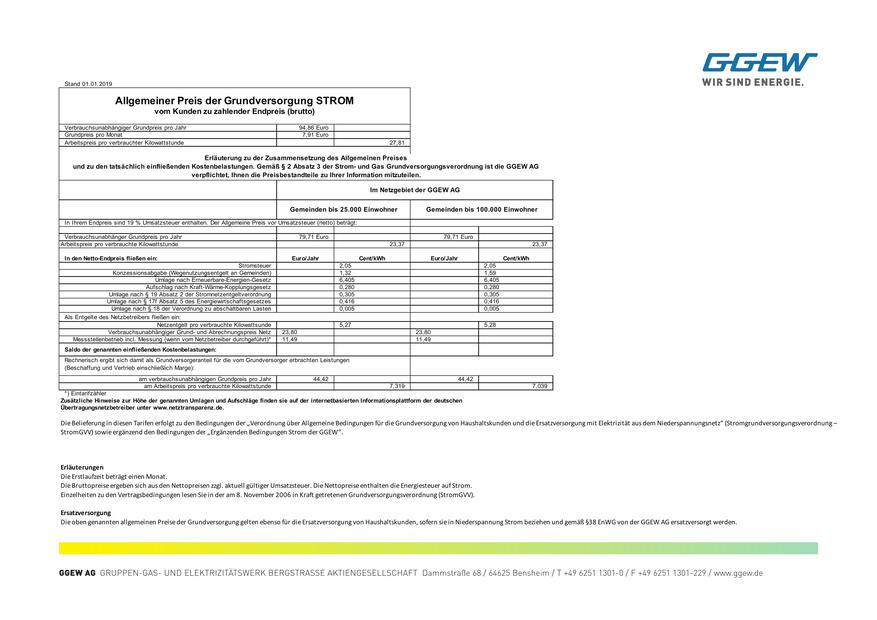 GGEW
WIR SIND ENERGIE.
Stand 01.01.2019
Allgemeiner Preis der Grundversorgung STROM
vom Kunden zu zahlender Endpreis (brutto)
Verbrauchsunabhängiger Grundpreis pro Jahr 94,86 Euro
Grundpreis pro Monat 7,91 Euro
Arbeitspreis pro verbrauchter Kilowattstunde 27,81
Erläuterung zu der Zusammensetzung des Allgemeinen Preises
und zu den tatsächlich einfließenden Kostenbelastungen. Gemäß § 2 Absatz 3 der Strom- und Gas Grundversorgungsverordnung ist die GGEW AG
verpflichtet, Ihnen die Preisbestandteile zu Ihrer Information mitzuteilen.
Im Netzgebiet der GGEW AG
Gemeinden bis 25.000 Einwohner Gemeinden bis 100.000 Einwohner
In Ihrem Endpreis sind 19 % Umsatzsteuer enthalten. Der Allgemeine Preis vor Umsatzsteuer (netto) beträgt:
Verbrauchsunabhänger Grundpreis pro Jahr 79,71 Euro 79,71 Euro
Arbeitspreis pro verbrauchte Kilowattstunde 23,37 23,37
In den Netto-Endpreis fließen ein: Euro/Jahr Cent/kWh Euro/Jahr Cent/kWh
Stromsteuer 2,05 2,05
Konzessionsabgabe (Wegenutzungsentgelt an Gemeinden) 1,32 1,59
Umlage nach Erneuerbare-Energien-Gesetz 6,405 6,405
Aufschlag nach Kraft-Wärme-Kopplungsgesetz 0,280 0,280
Umlage nach § 19 Absatz 2 der Stromnetzentgeltverordnung 0,305 0,305
Umlage nach § 17f Absatz 5 des Energiewirtschaftsgesetzes 0,416 0,416
Umlage nach § 18 der Verordnung zu abschaltbaren Lasten 0,005 0,005
Als Entgelte des Netzbetreibers fließen ein:
Netzentgelt pro verbrauchte Kilowattsunde 5,27 5,28
Verbrauchsunabhängiger Grund- und Abrechnungspreis Netz 23,80 23,80
Messstellenbetrieb incl. Messung (wenn vom Netzbetreiber durchgeführt)* 11,49 11,49
Saldo der genannten einfließenden Kostenbelastungen:
Rechnerisch ergibt sich damit als Grundversorgeranteil für die vom Grundversorger erbrachten Leistungen
(Beschaffung und Vertrieb einschließlich Marge):
am verbrauchsunabhängigen Grundpreis pro Jahr 44,42 44,42
am Arbeitspreis pro verbrauchte Kilowattstunde 7,319 7,039
*) Eintarifzähler
Zusätzliche Hinweise zur Höhe der genannten Umlagen und Aufschläge finden sie auf der internetbasierten Informationsplattform der deutschen
Übertragungsnetzbetreiber unter www.netztransparenz.de.
Die Belieferung in diesen Tarifen erfolgt zu den Bedingungen der „Verordnung über Allgemeine Bedingungen für die Grundversorgung von Haushaltskunden und die Ersatzversorgung mit Elektrizität aus dem Niederspannungsnetz" (Stromgrundversorgungsverordnung –
StromGVV) sowie ergänzend den Bedingungen der „Ergänzenden Bedingungen Strom der GGEW".
Erläuterungen
Die Erstlaufzeit beträgt einen Monat.
Die Bruttopreise ergeben sich aus den Nettopreisen zzgl. aktuell gültiger Umsatzsteuer. Die Nettopreise enthalten die Energiesteuer auf Strom.
Einzelheiten zu den Vertragsbedingungen lesen Sie in der am 8. November 2006 in Kraft getretenen Grundversorgungsverordnung (StromGVV).
Ersatzversorgung
Die oben genannten allgemeinen Preise der Grundversorgung gelten ebenso für die Ersatzversorgung von Haushaltskunden, sofern sie in Niederspannung Strom beziehen und gemäß §38 EnWG von der GGEW AG ersatzversorgt werden.
GGEW AG GRUPPEN-GAS- UND ELEKTRIZITÄTSWERK BERGSTRASSE AKTIENGESELLSCHAFT Dammstraße 68 / 64625 Bensheim / T +49 6251 1301-0 / F +49 6251 1301-229 / www.ggew.de